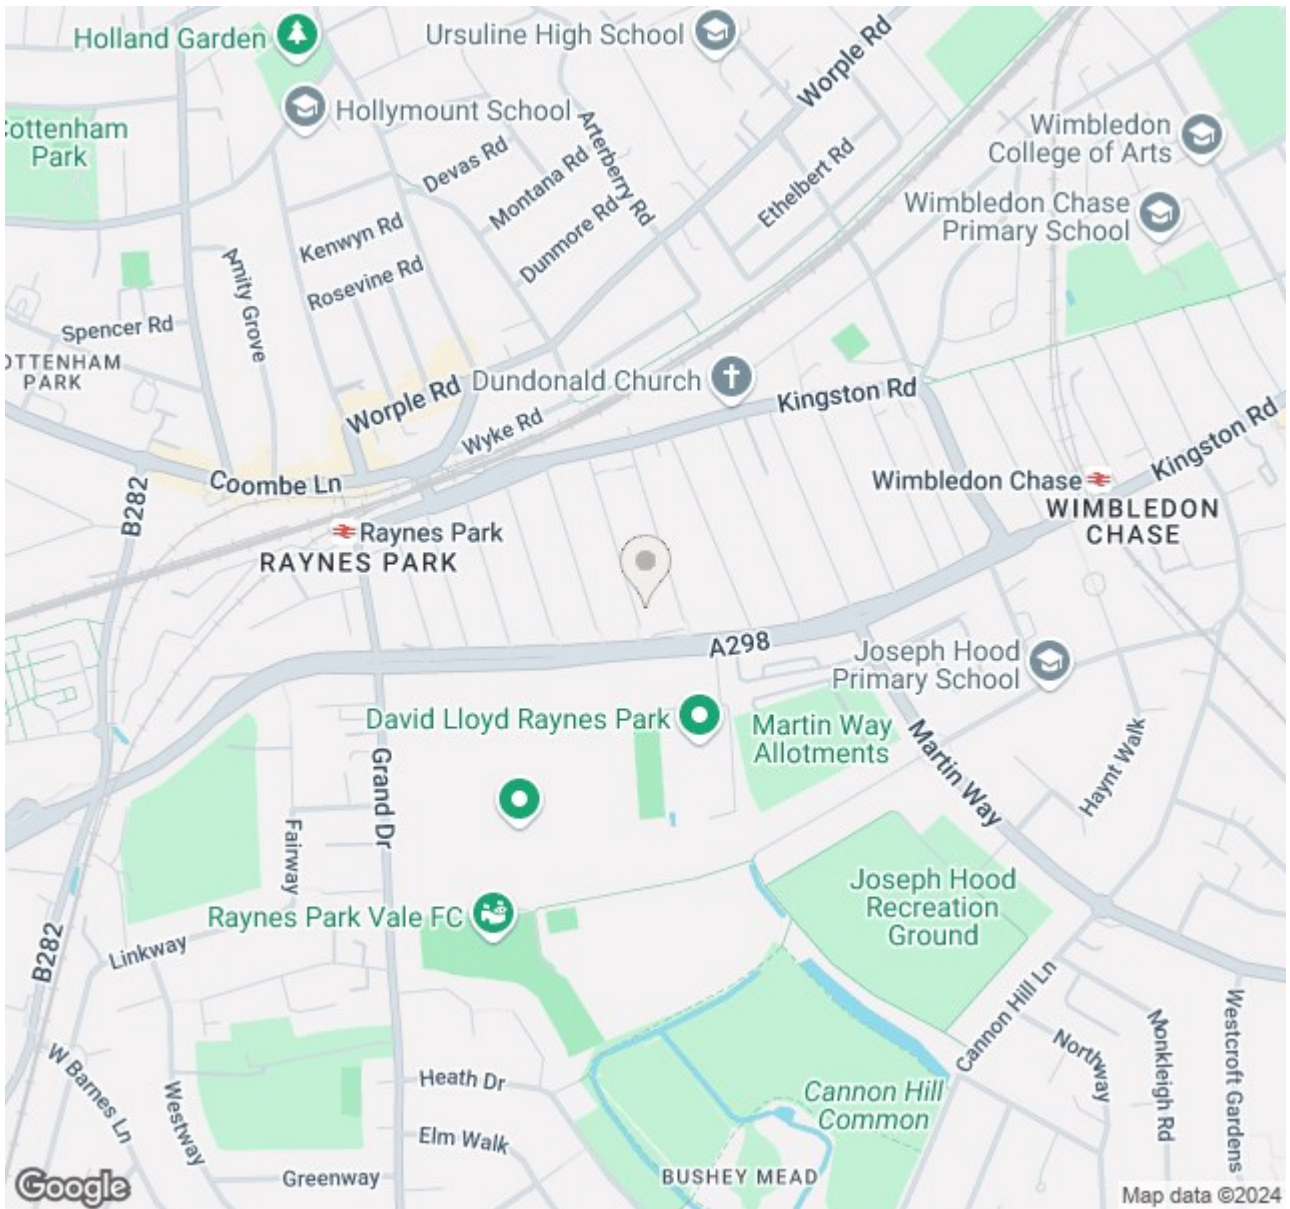 Holland Garden
Ursuline High School
Worple Rd
Hollymount School
Cottenham
Park
Devas Rd
Arterberry Rd
Wimbledon
College of Arts
Montana Rd
Ethelbert Rd
Wimbledon Chase
Primary School
Kenwyn Rd
Dunmore Rd
Amity Grove
Rosevine Rd
Spencer Rd
OTTENHAM
PARK
Dundonald Church
Worple Rd
Kingston Rd
Wyke Rd
Kingston Rd
Coombe Ln
Wimbledon Chase
B282
WIMBLEDON
CHASE
Raynes Park
RAYNES PARK
A298
Joseph Hood
Primary School
David Lloyd Raynes Park
Martin Way
Allotments
Grand Dr
Martin Way
Haynt Walk
Fairway
Joseph Hood
Recreation
Ground
Raynes Park Vale FC
B282
Linkway
Cannon Hill Ln
Westcroft Gardens
Monkleigh Rd
Northway
W Barnes Ln
Westway
Heath Dr
Cannon Hill
Common
Elm Walk
Greenway
BUSHEY MEAD
Google
Map data ©2024